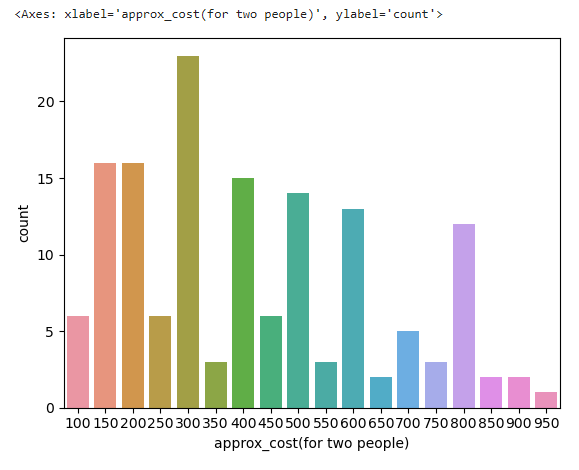 <Axes: xlabel='approx_cost(for two people)', ylabel='count'>
20
15
10
5
0
count
100 150 200 250 300 350 400 450 500 550 600 650 700 750 800 850 900 950
approx_cost(for two people)